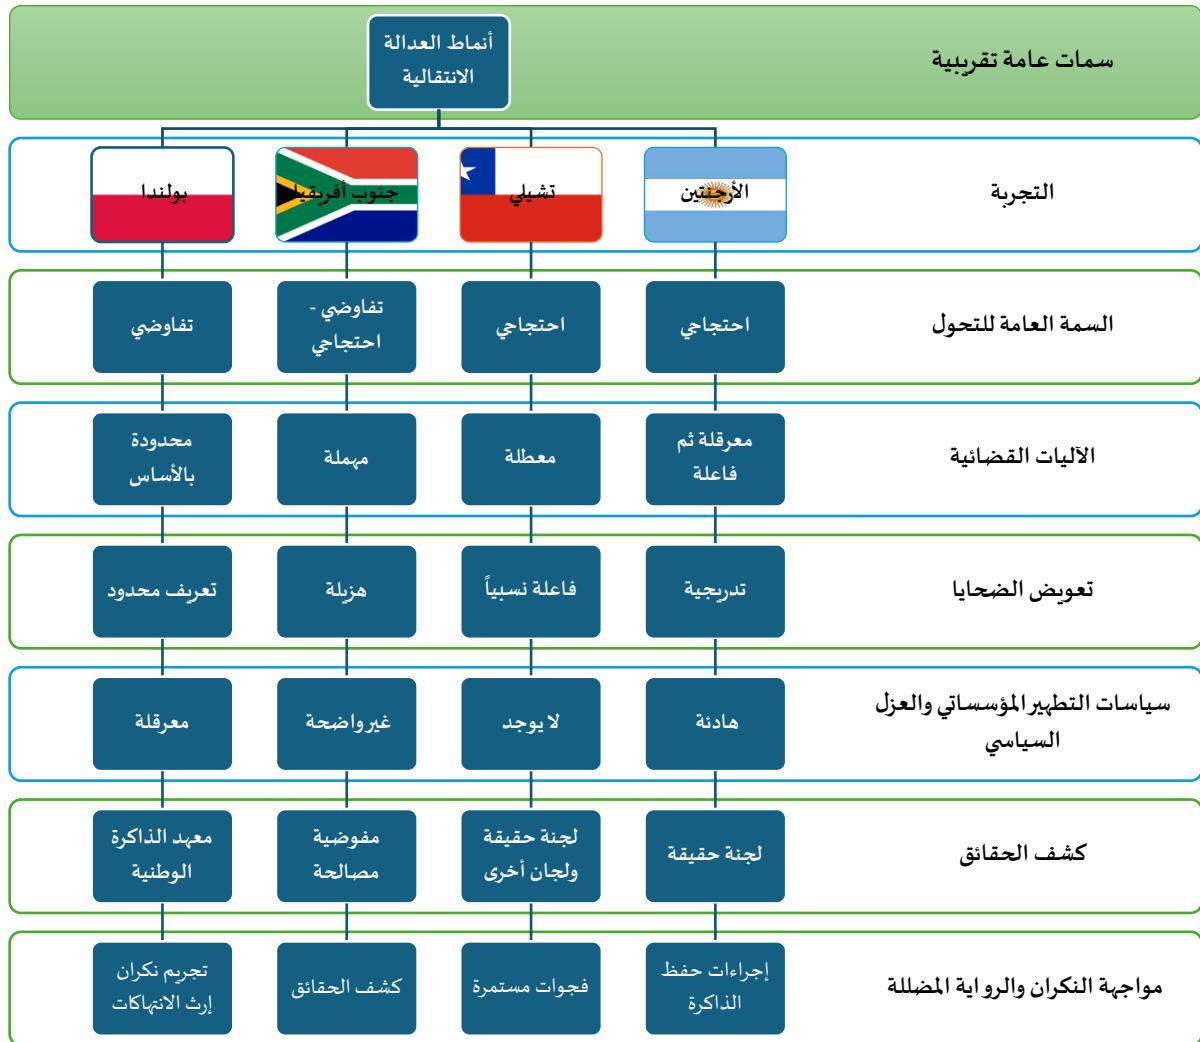 سمات عامة تقريبية
أنماط العدالة
الانتقالية
التجربة
الأرجنتين
تشيلي
جنوب أفريقيا
بولندا
السمة العامة للتحول
احتجاجي
احتجاجي
تفاوضي -
احتجاجي
تفاوضي
الآليات القضائية
معرقلة ثم
فاعلة
معطلة
مهملة
محدودة
بالأساس
تعويض الضحايا
تدريجية
فاعلة نسبياً
هزيلة
تعريف محدود
سياسات التطهير المؤسساتي والعزل
السياسي
هادئة
لا يوجد
غير واضحة
معرقلة
كشف الحقائق
لجنة حقيقة
لجنة حقيقة
ولجان أخرى
مفوضية
مصالحة
معهد الذاكرة
الوطنية
مواجهة النكران والرواية المضللة
إجراءات حفظ
الذاكرة
فجوات مستمرة
كشف الحقائق
تجريم نكران
إرث الانتهاكات